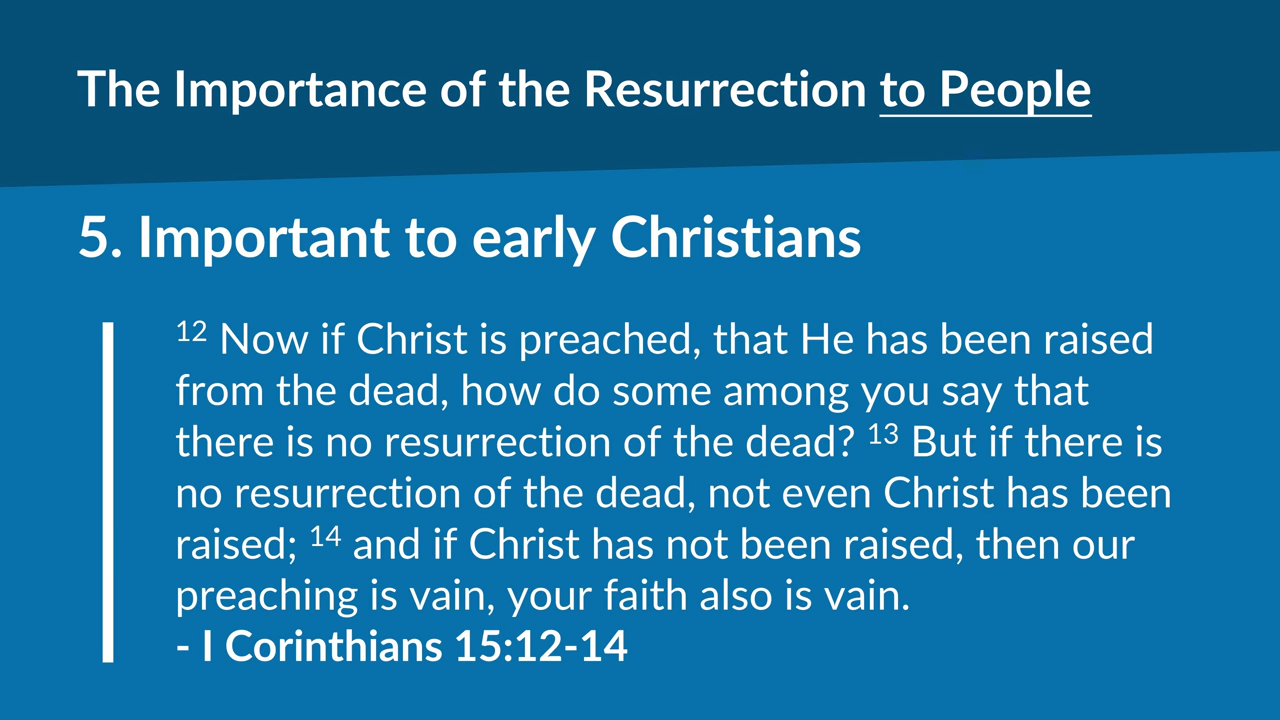 The Importance of the Resurrection to People
5. Important to early Christians
12 Now if Christ is preached, that He has been raised
from the dead, how do some among you say that
there is no resurrection of the dead? 13 But if there is
no resurrection of the dead, not even Christ has been
raised; 14 and if Christ has not been raised, then our
preaching is vain, your faith also is vain.
- I Corinthians 15:12-14